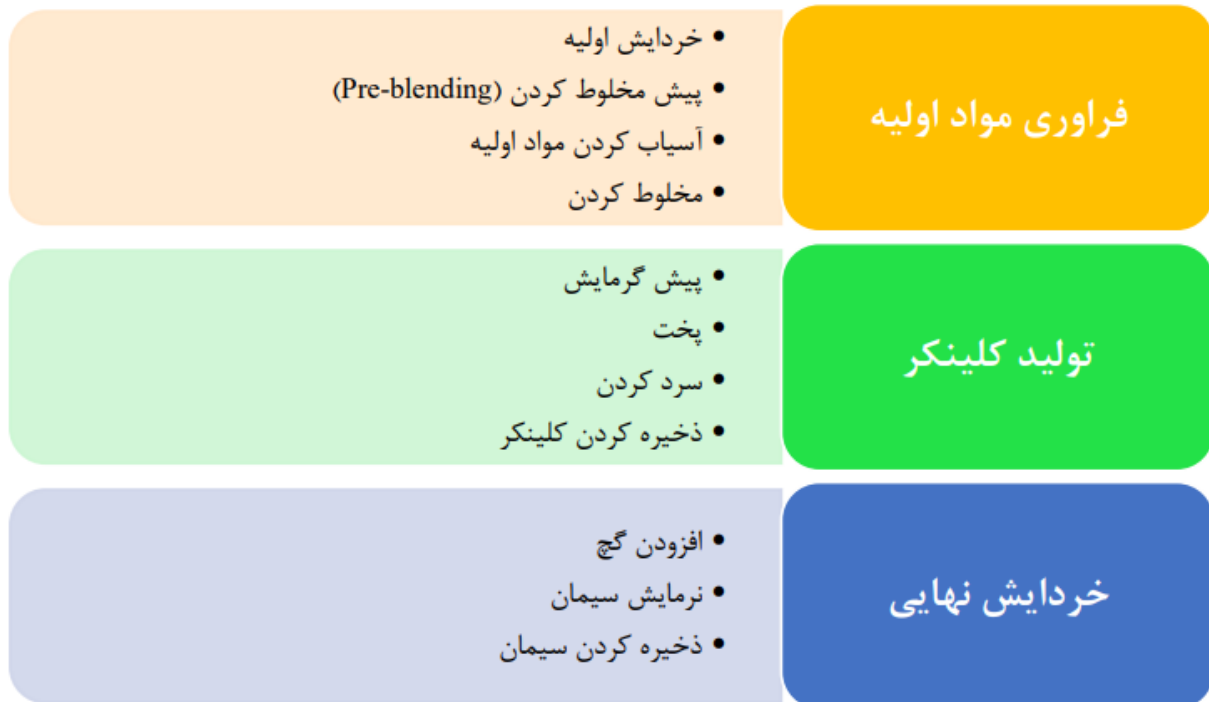 فراوری مواد اولیه
• خردایش اولیه
• پیش مخلوط کردن (Pre-blending)
• آسیاب کردن مواد اولیه
• مخلوط کردن
تولید کلینکر
• پیش گرمایش
• پخت
• سرد کردن
• ذخیره کردن کلینکر
خردایش نهایی
• افزودن گچ
• نرمایش سیمان
• ذخیره کردن سیمان